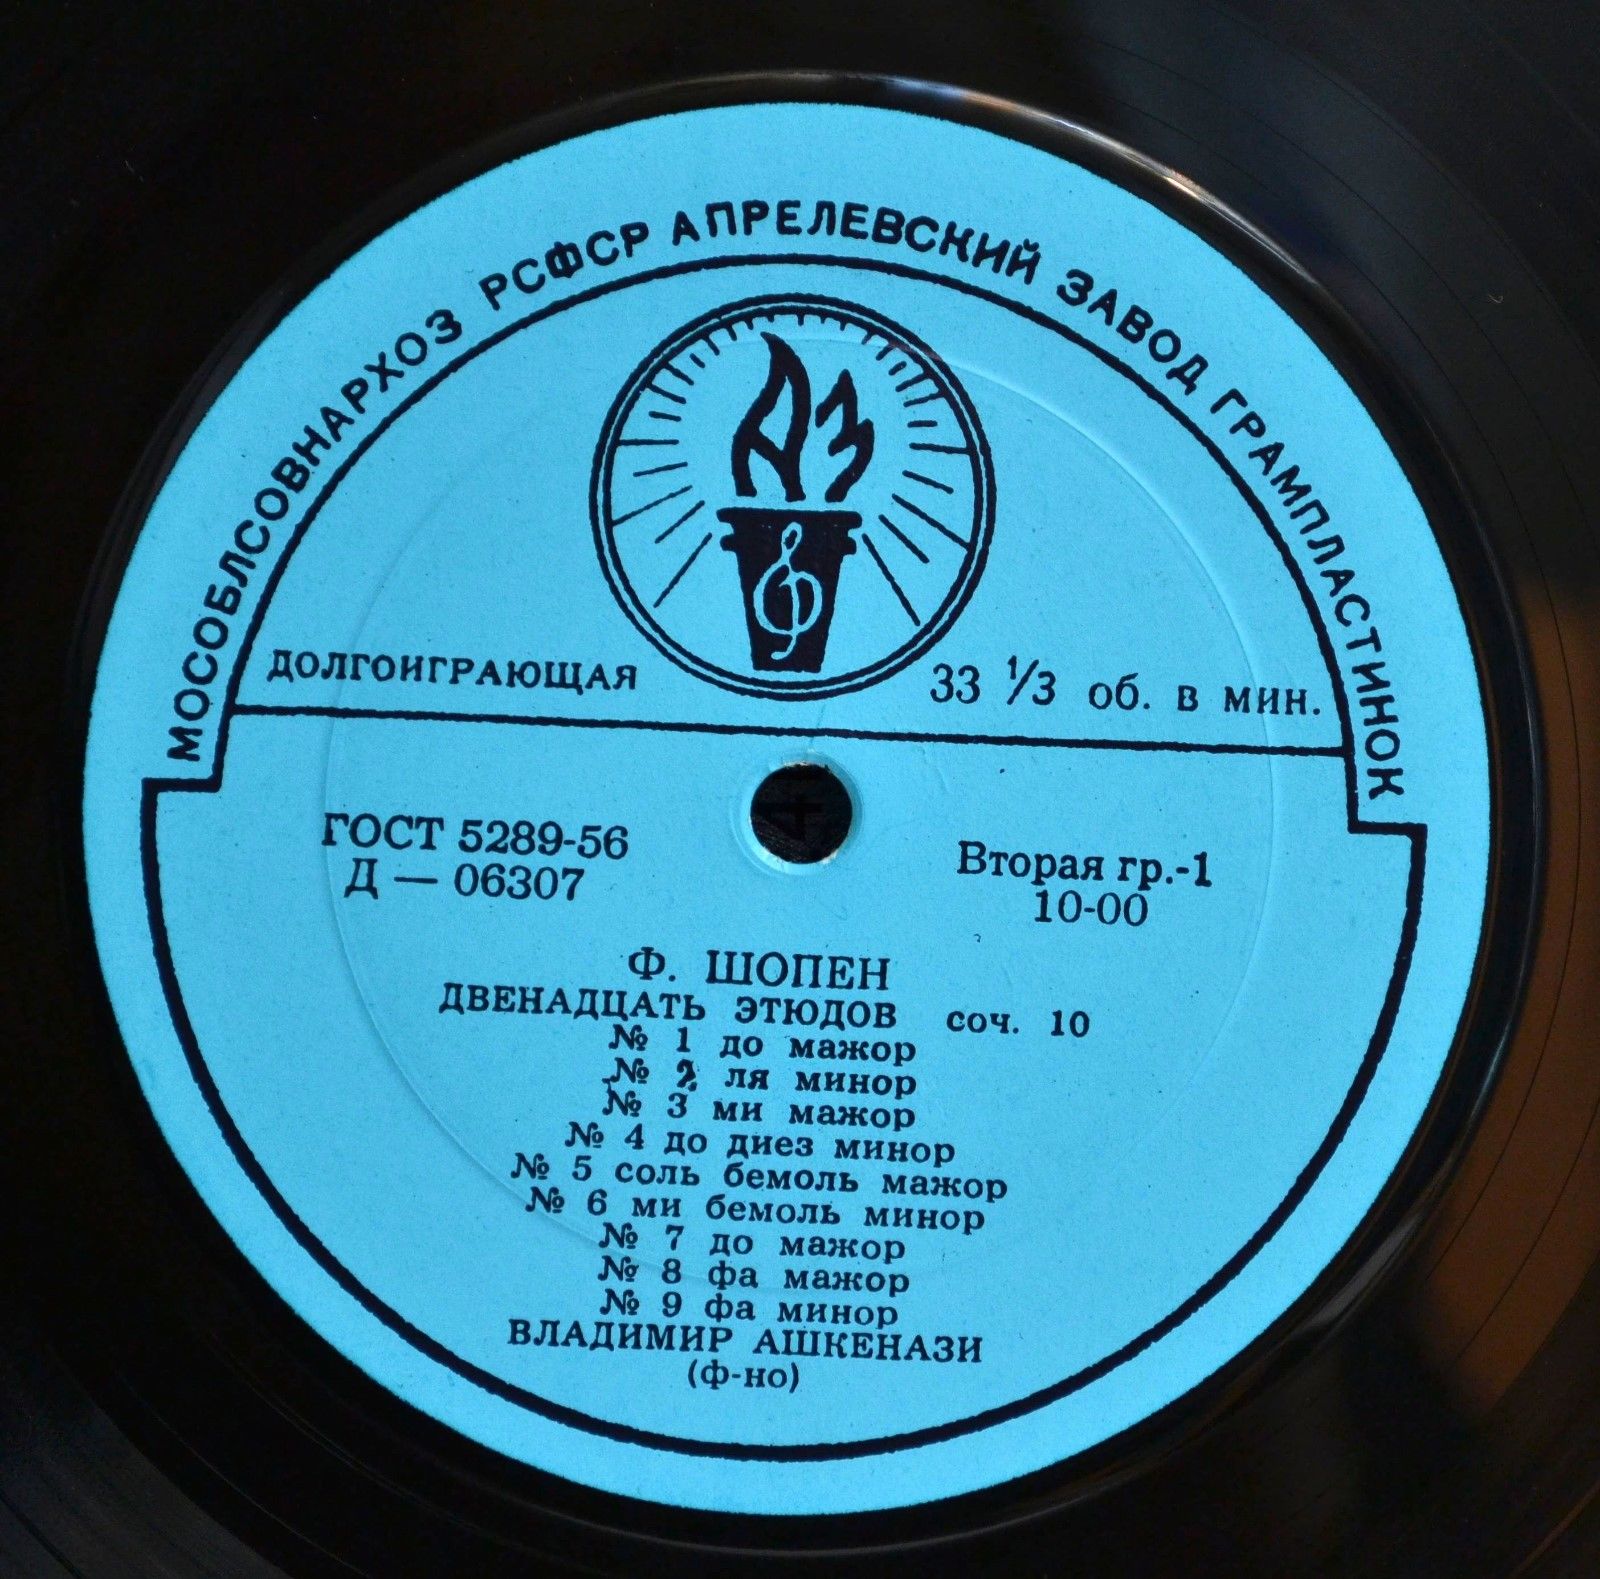 МОСОБЛСОВНАРХОЗ РСФСР АПРЕЛЕВСКИЙ ЗАВОД ГРАМПЛАСТИНОК
АЗ
ДОЛГОИГРАЮЩАЯ
33 1/3 об. в мин.
ГОСТ 5289-56
Д — 06307
Вторая гр.-1
10-00
Ф. ШОПЕН
ДВЕНАДЦАТЬ ЭТЮДОВ соч. 10
№ 1 до мажор
№ 2 ля минор
№ 3 ми мажор
№ 4 до диез минор
№ 5 соль бемоль мажор
№ 6 ми бемоль минор
№ 7 до мажор
№ 8 фа мажор
№ 9 фа минор
ВЛАДИМИР АШКЕНАЗИ
(ф-но)